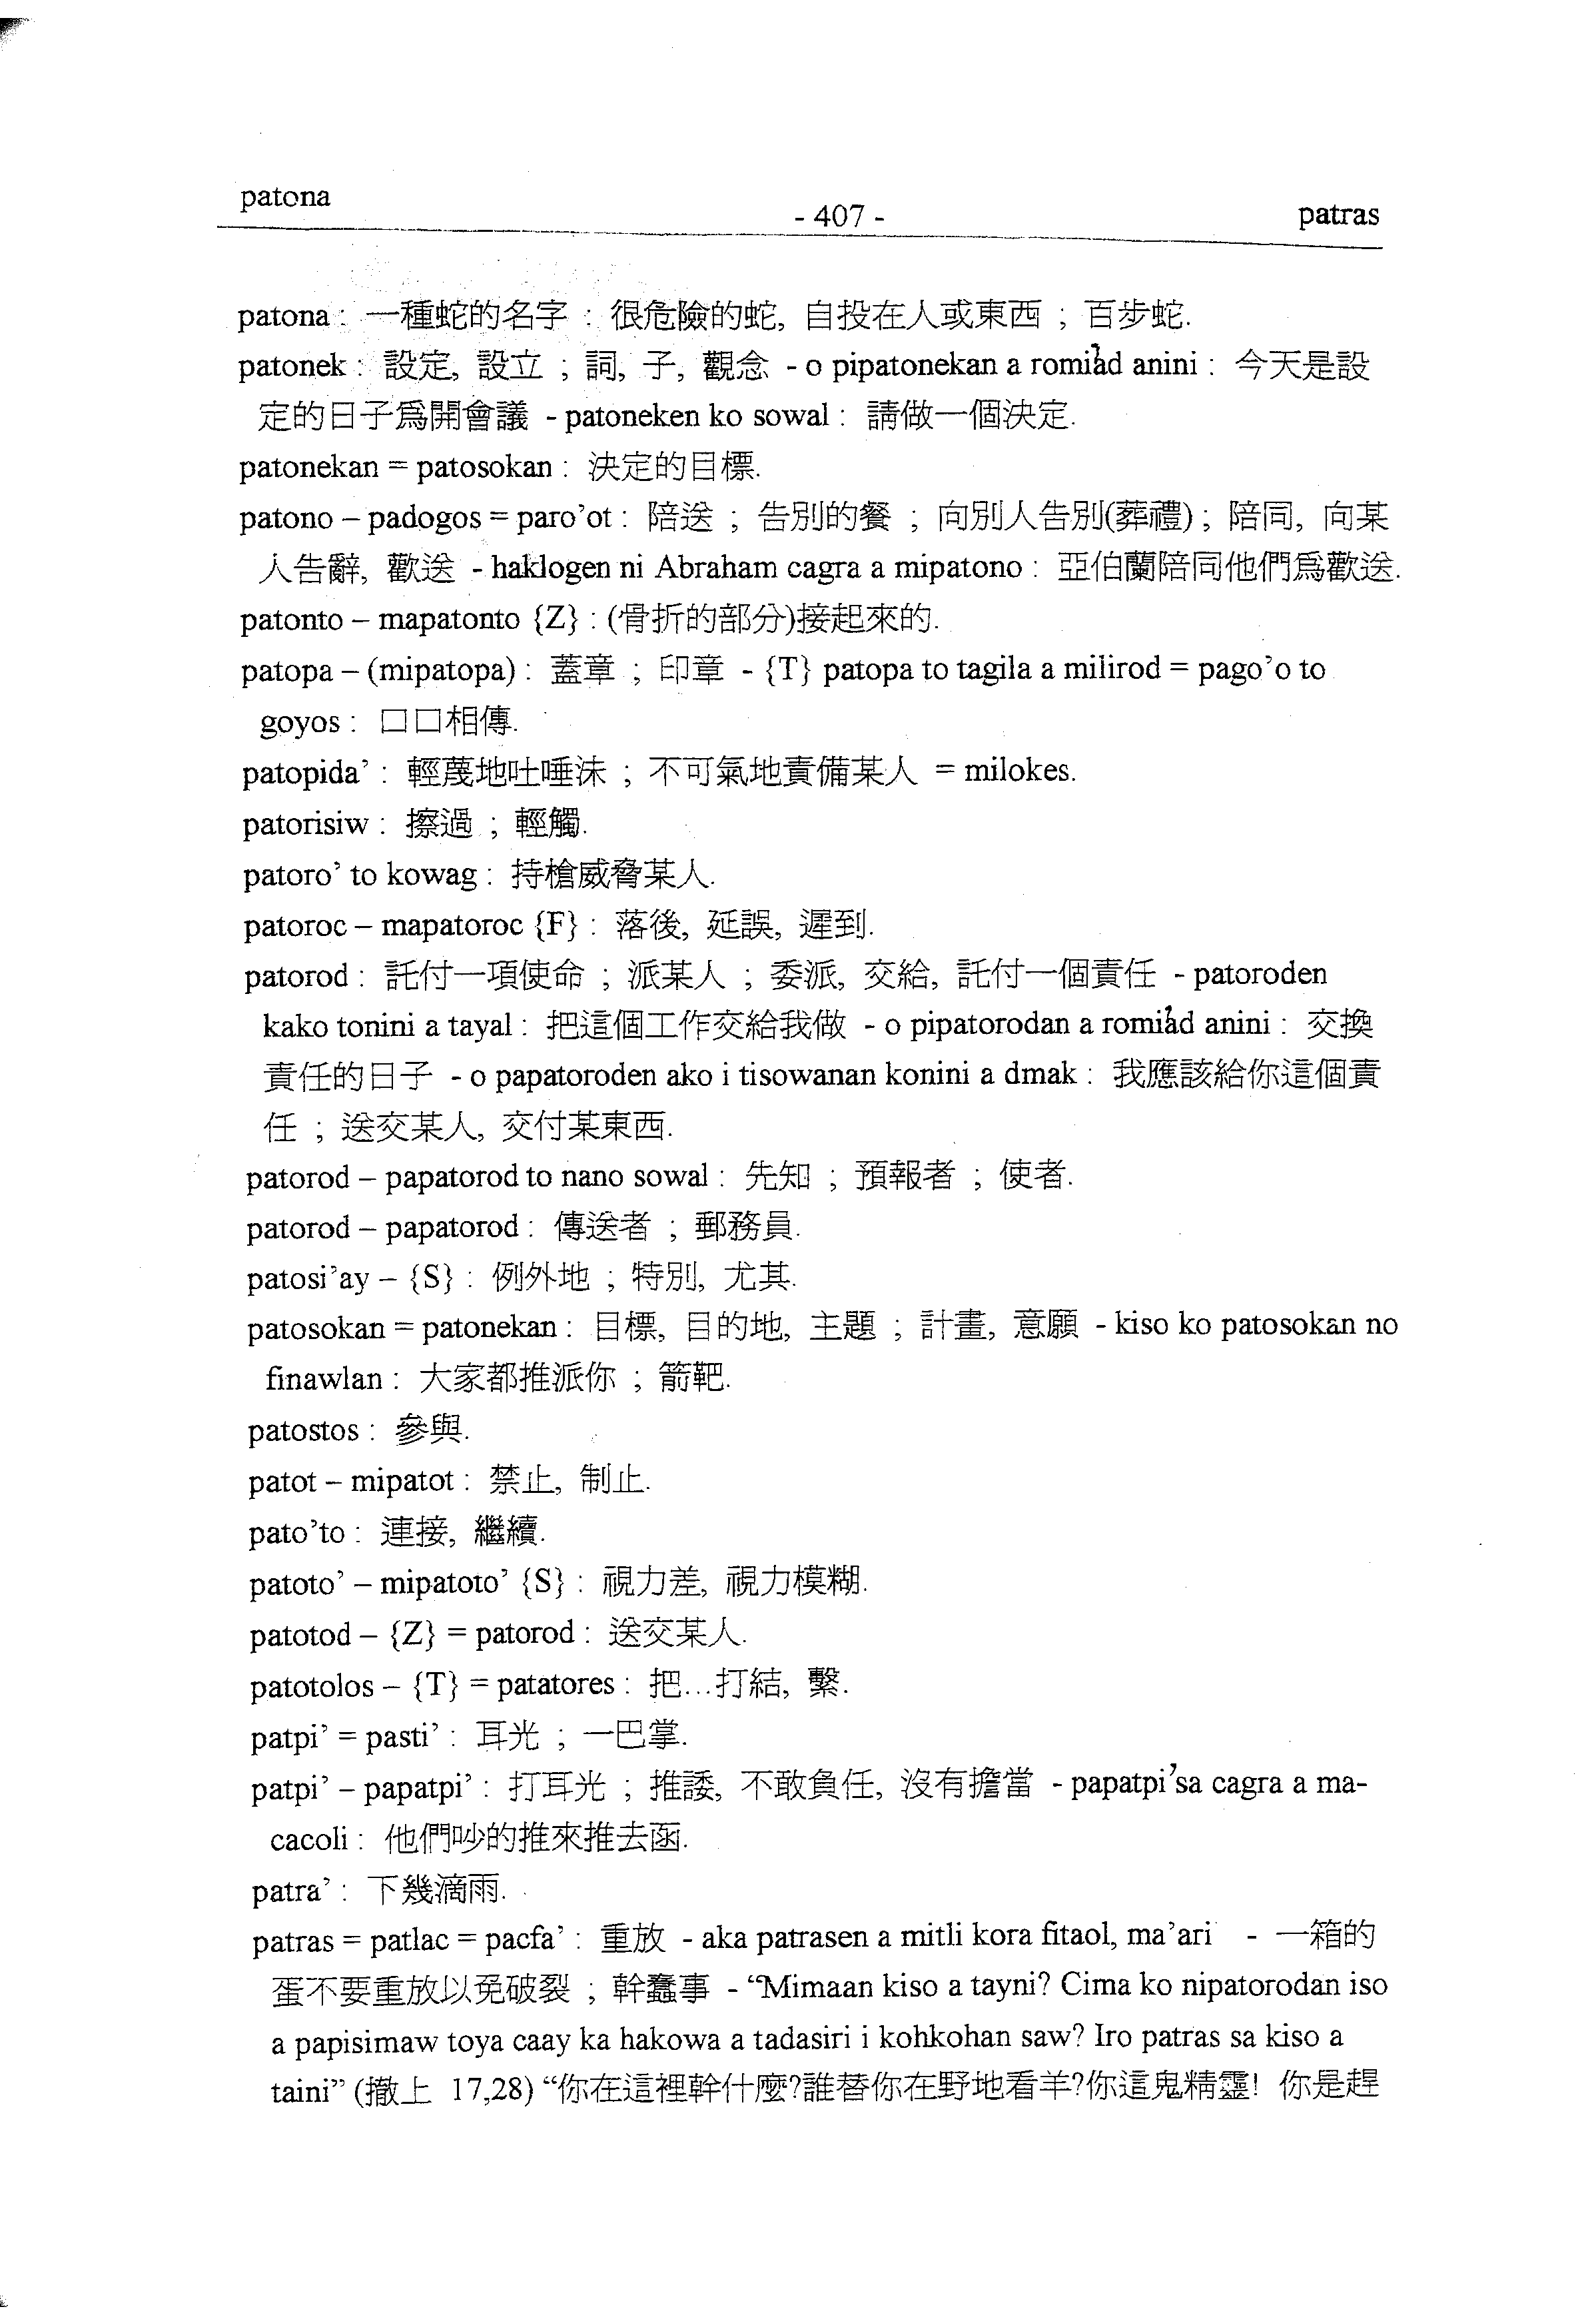 patona
- 407 -
patras
patona : 一種蛇的名字 : 很危險的蛇, 自投在人或東西 ; 百步蛇.
patonek : 設定, 設立 ; 詞, 子, 觀念 - o pipatonekan a romi'ad anini : 今天是設
定的日子爲開會議 - patoneken ko sowal : 請做一個決定.
patonekan = patosokan : 決定的目標.
patono – padogos = paro’ot : 陪送 ; 告別的餐 ; 向別人告別(葬禮) ; 陪同, 向某
人告辭, 歡送 - haklogen ni Abraham cagra a mipatono : 亞伯蘭陪同他們爲歡送.
patonto – mapatonto {Z} : (骨折的部分)接起來的.
patopa – (mipatopa) : 蓋章 ; 印章 - {T} patopa to tagila a milirod = pago’o to
goyos : 口口相傳.
patopida’ : 輕蔑地吐唾沫 ; 不可氣地責備某人 = milokes.
patorisiw : 擦過 ; 輕觸.
patoro’ to kowag : 持槍威脅某人.
patoroc – mapatoroc {F} : 落後, 延誤, 遲到.
patorod : 託付一項使命 ; 派某人 ; 委派, 交給, 託付一個責任 - patoroden
kako tonini a tayal : 把這個工作交給我做 - o pipatorodan a romi'ad anini : 交換
責任的日子 - o papatoroden ako i tisowanan konini a dmak : 我應該給你這個責
任 ; 送交某人, 交付某東西.
patorod – papatorod to nano sowal : 先知 ; 預報者 ; 使者.
patorod – papatorod : 傳送者 ; 郵務員.
patosi’ay – {S} : 例外地 ; 特別, 尤其.
patosokan = patonekan : 目標, 目的地, 主題 ; 計畫, 意願 - kiso ko patosokan no
finawlan : 大家都推派你 ; 箭靶.
patostos : 參與.
patot – mipatot : 禁止, 制止.
pato’to : 連接, 繼續.
patoto’ – mipatoto’ {S} : 視力差, 視力模糊.
patotod – {Z} = patorod : 送交某人.
patotolos – {T} = patatores : 把…打結, 繫.
patpi’ = pasti’ : 耳光 ; 一巴掌.
patpi’ – papatpi’ : 打耳光 ; 推諉, 不敢負任, 沒有擔當 - papatpi’sa cagra a ma-
cacoli : 他們吵的推來推去函.
patra’ : 下幾滴雨.
patras = patlac = pacfa’ : 重放 - aka patrasen a mitli kora fitaol, ma’ari - 一箱的
蛋不要重放以免破裂 ; 幹蠢事 - “Mimaan kiso a tayni? Cima ko nipatorodan iso
a papisimaw toya caay ka hakowa a tadasiri i kohkohan saw? Iro patras sa kiso a
taini” (撒上 17,28) “你在這裡幹什麼?誰替你在野地看羊?你這鬼精靈! 你是趕